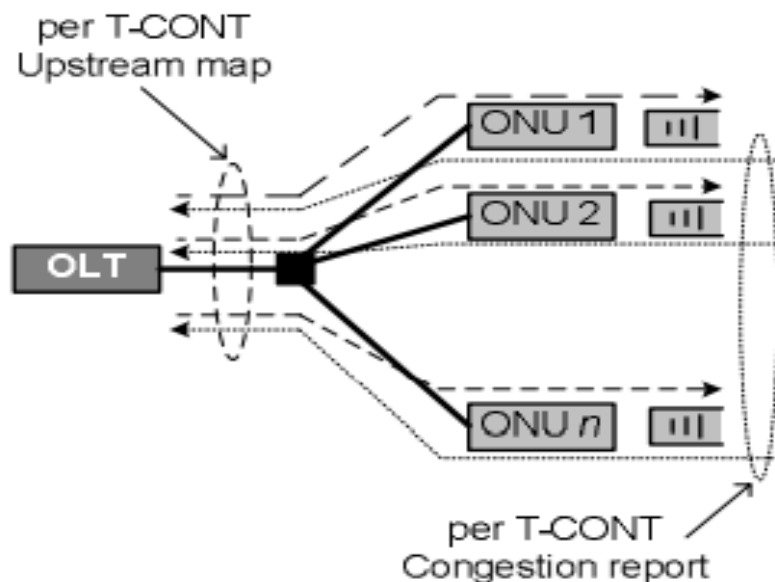 per T-CONT
Upstream map
ONU 1
ONU 2
OLT
ONU n
per T-CONT
Congestion report